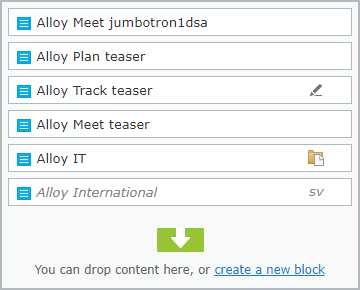 Alloy Meet jumbotron1dsa
Alloy Plan teaser
Alloy Track teaser
Alloy Meet teaser
Alloy IT
Alloy International sv
You can drop content here, or create a new block